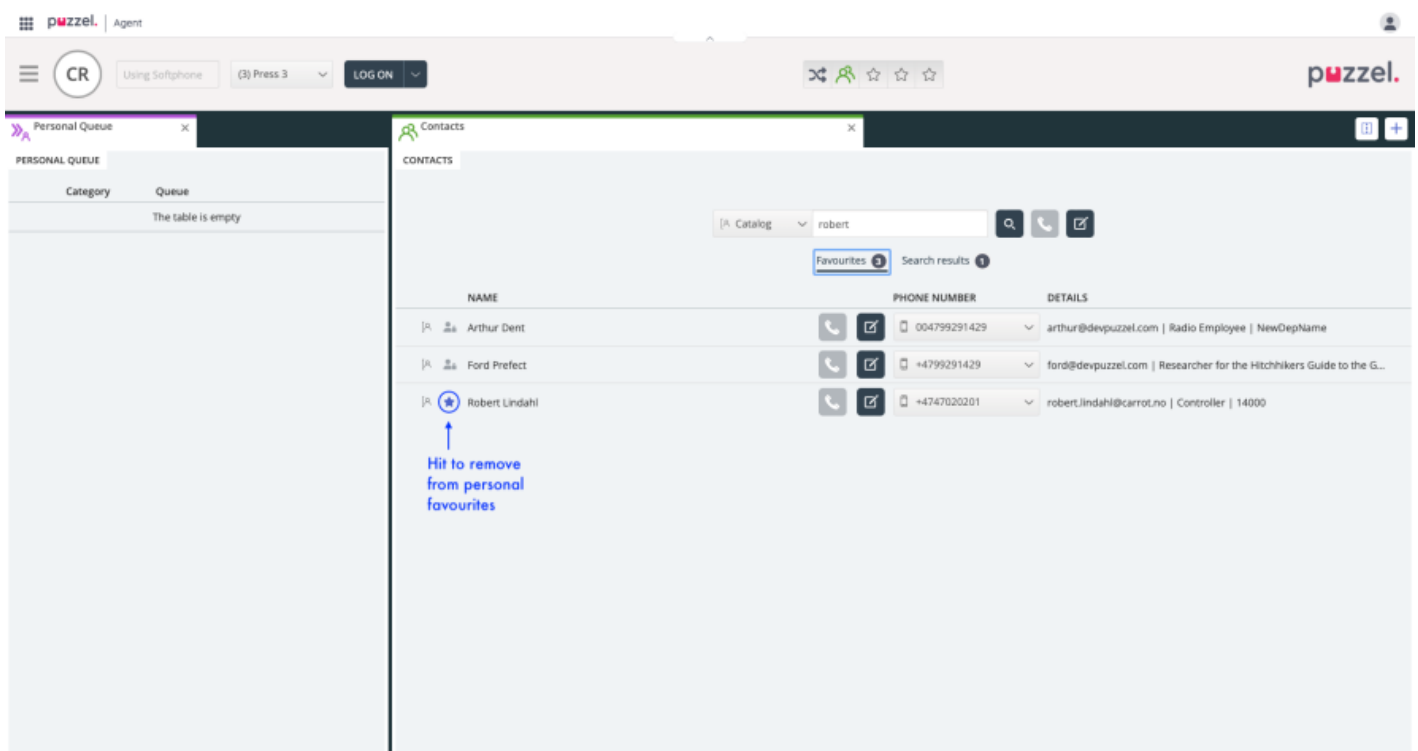 puzzel. | Agent
CR
Using Softphone
(3) Press 3
LOG ON
puzzel.
Personal Queue
Contacts
PERSONAL QUEUE
CONTACTS
Category Queue
The table is empty
Catalog
robert
Favourites 3 Search results 1
NAME PHONE NUMBER DETAILS
Arthur Dent 004799291429 arthur@devpuzzel.com | Radio Employee | NewDepName
Ford Prefect +4799291429 ford@devpuzzel.com | Researcher for the Hitchhikers Guide to the G...
Robert Lindahl +4747020201 robert.lindahl@carrot.no | Controller | 14000
Hit to remove
from personal
favourites